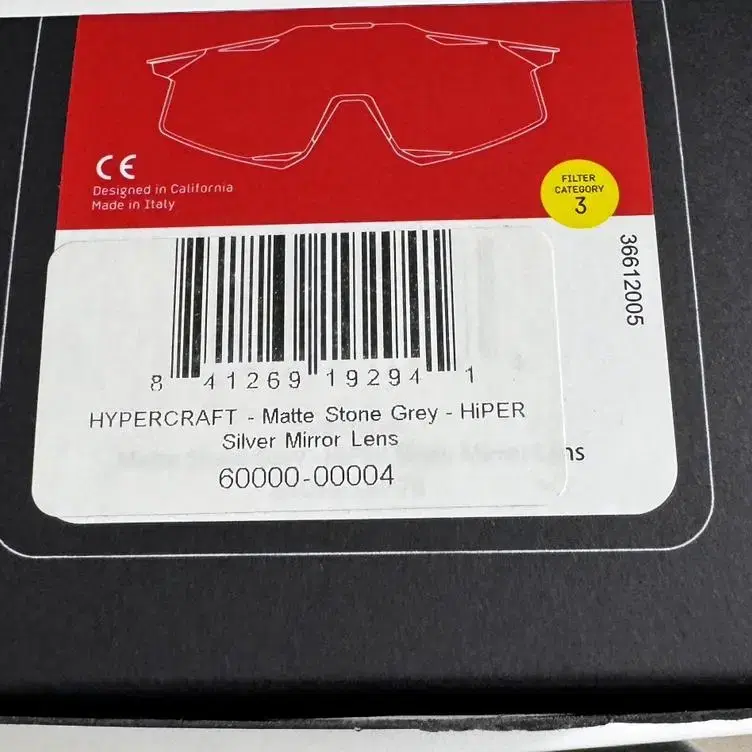 CE
Designed in California
Made in Italy
FILTER
CATEGORY
3
36612005
8 41269 19294 1
HYPERCRAFT - Matte Stone Grey - HiPER
Silver Mirror Lens
ns
60000-00004